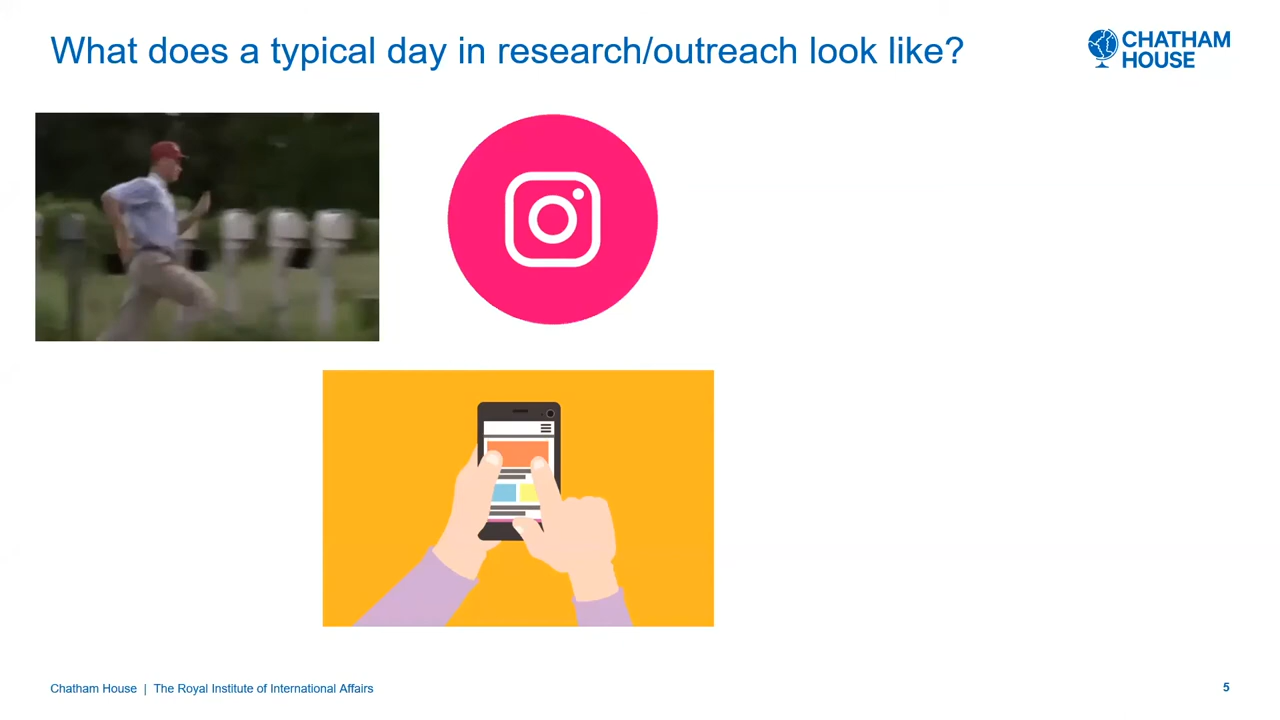 What does a typical day in research/outreach look like?
CHATHAM
HOUSE
Chatham House | The Royal Institute of International Affairs
5